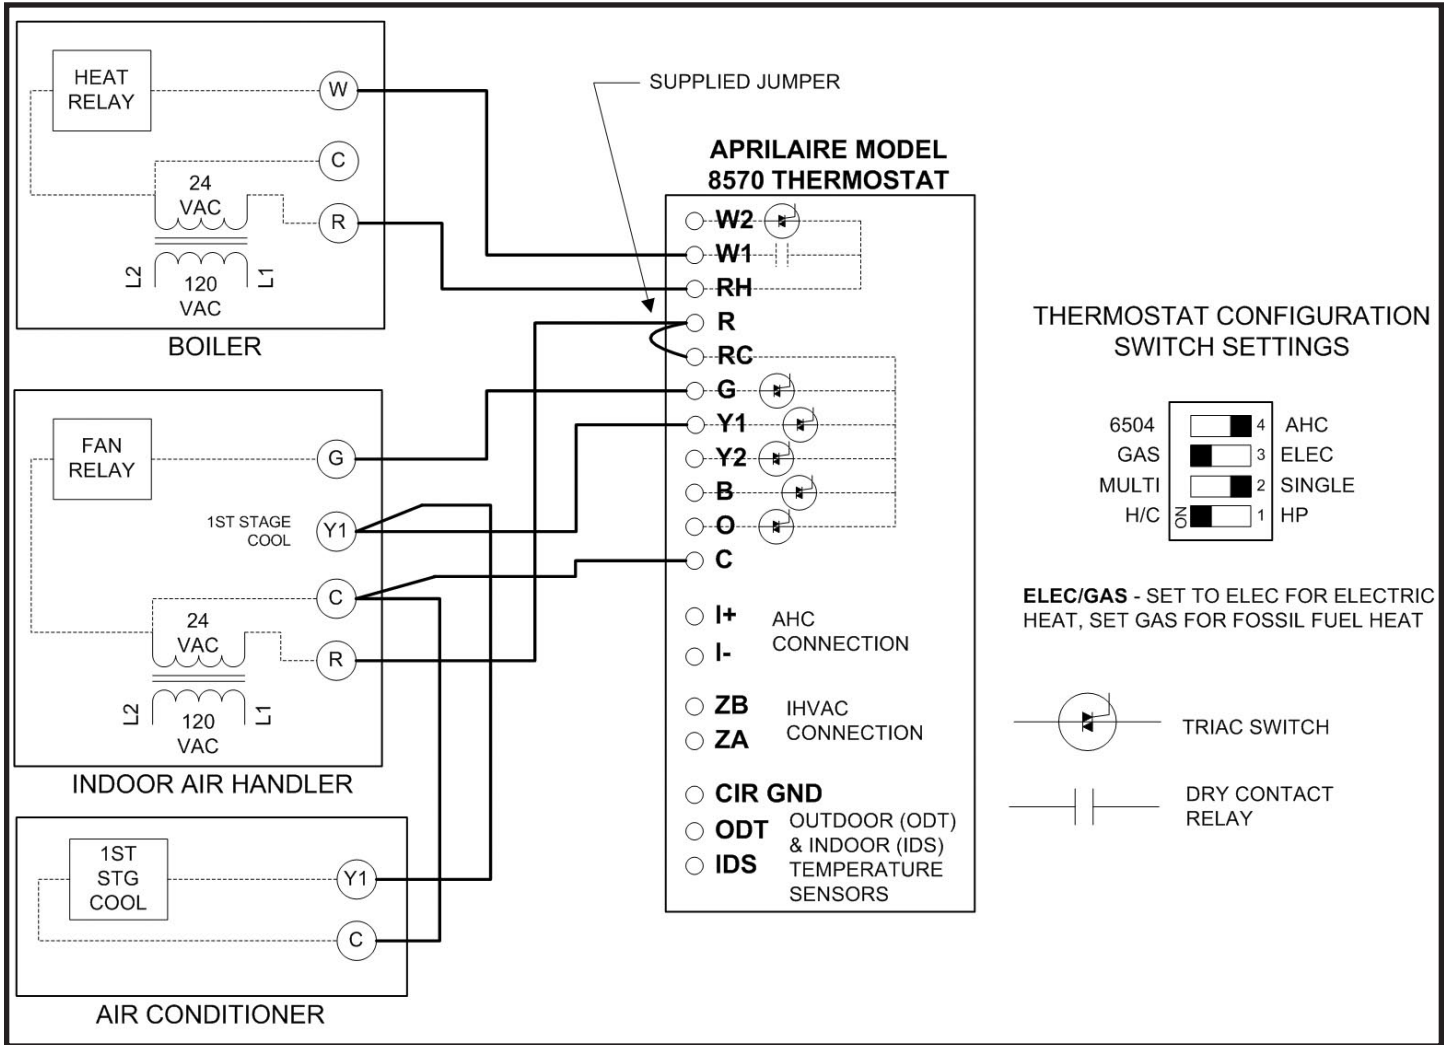 HEAT
RELAY
W
C
24
VAC
R
L2
120
VAC
L1
BOILER
FAN
RELAY
G
1ST STAGE
COOL
Y1
C
24
VAC
R
L2
120
VAC
L1
INDOOR AIR HANDLER
1ST
STG
COOL
Y1
C
AIR CONDITIONER
SUPPLIED JUMPER
APRILAIRE MODEL
8570 THERMOSTAT
W2
W1
RH
R
RC
G
Y1
Y2
B
O
C
I+
I-
AHC
CONNECTION
ZB
ZA
IHVAC
CONNECTION
CIR GND
ODT
IDS
OUTDOOR (ODT)
& INDOOR (IDS)
TEMPERATURE
SENSORS
THERMOSTAT CONFIGURATION
SWITCH SETTINGS
6504 4 AHC
GAS 3 ELEC
MULTI 2 SINGLE
H/C ON 1 HP
ELEC/GAS - SET TO ELEC FOR ELECTRIC
HEAT, SET GAS FOR FOSSIL FUEL HEAT
TRIAC SWITCH
DRY CONTACT
RELAY